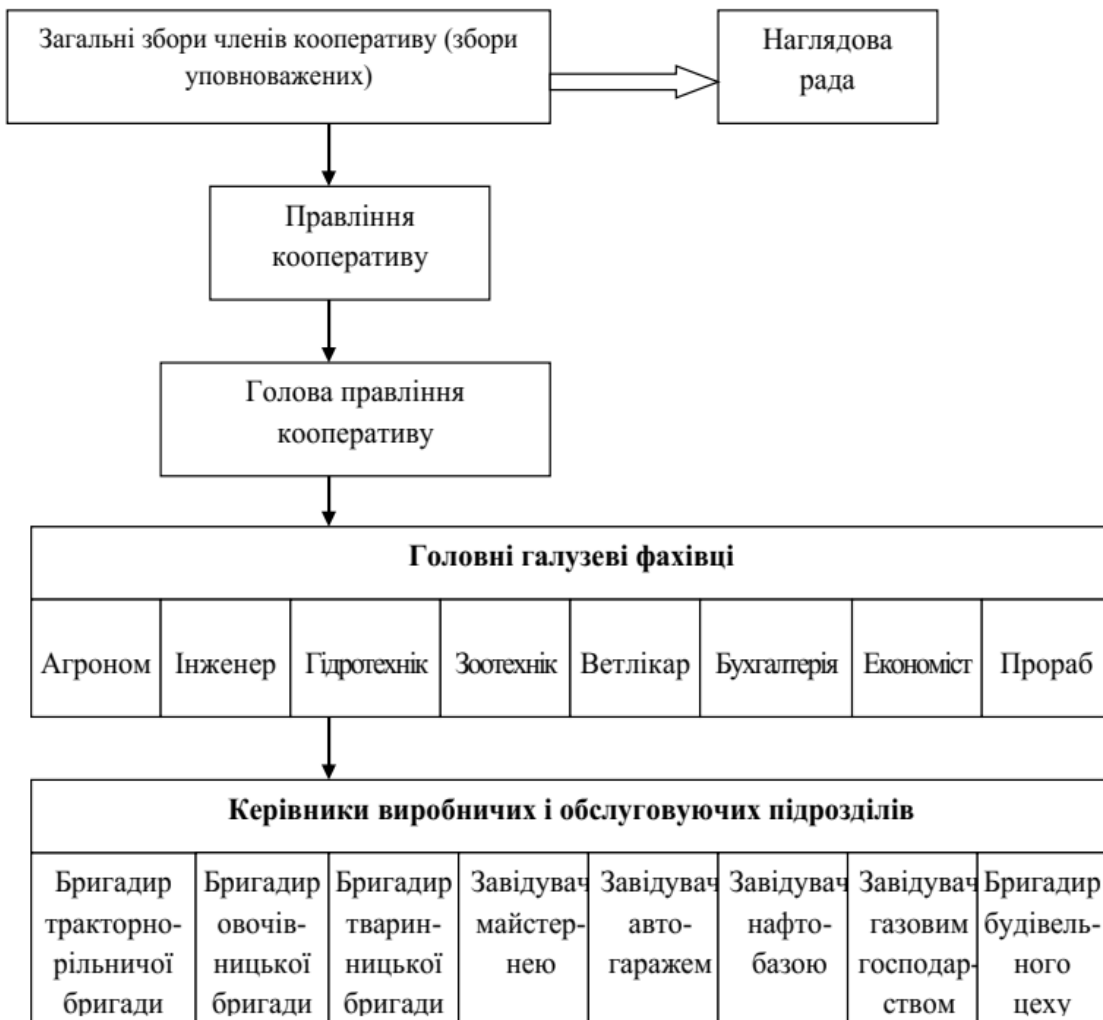 Загальні збори членів кооперативу (збори
уповноважених)
Наглядова
рада
Правління
кооперативу
Голова правління
кооперативу
Головні галузеві фахівці
Агроном
Інженер
Гідротехнік
Зоотехнік
Ветлікар
Бухгалтерія
Економіст
Прораб
Керівники виробничих і обслуговуючих підрозділів
Бригадир
тракторно-
рільничої
бригади
Бригадир
овочів-
ницької
бригади
Бригадир
тварин-
ницької
бригади
Завідувач
майстер-
нею
Завідувач
авто-
гаражем
Завідувач
нафто-
базою
Завідувач
газовим
господар-
ством
Бригадир
будівель-
ного
цеху